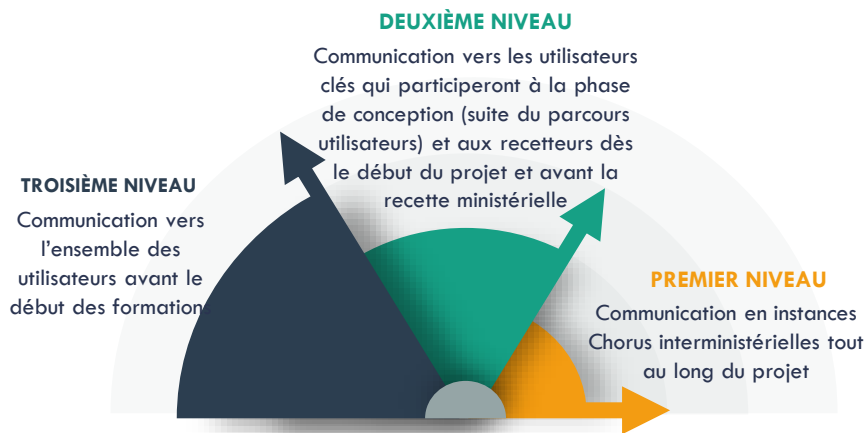 DEUXIÈME NIVEAU
Communication vers les utilisateurs
clés qui participeront à la phase
de conception (suite du parcours
utilisateurs) et aux recetteurs dès
le début du projet et avant la
recette ministérielle
TROISIÈME NIVEAU
Communication vers
l'ensemble des
utilisateurs avant le
début des formations
PREMIER NIVEAU
Communication en instances
Chorus interministérielles tout
au long du projet